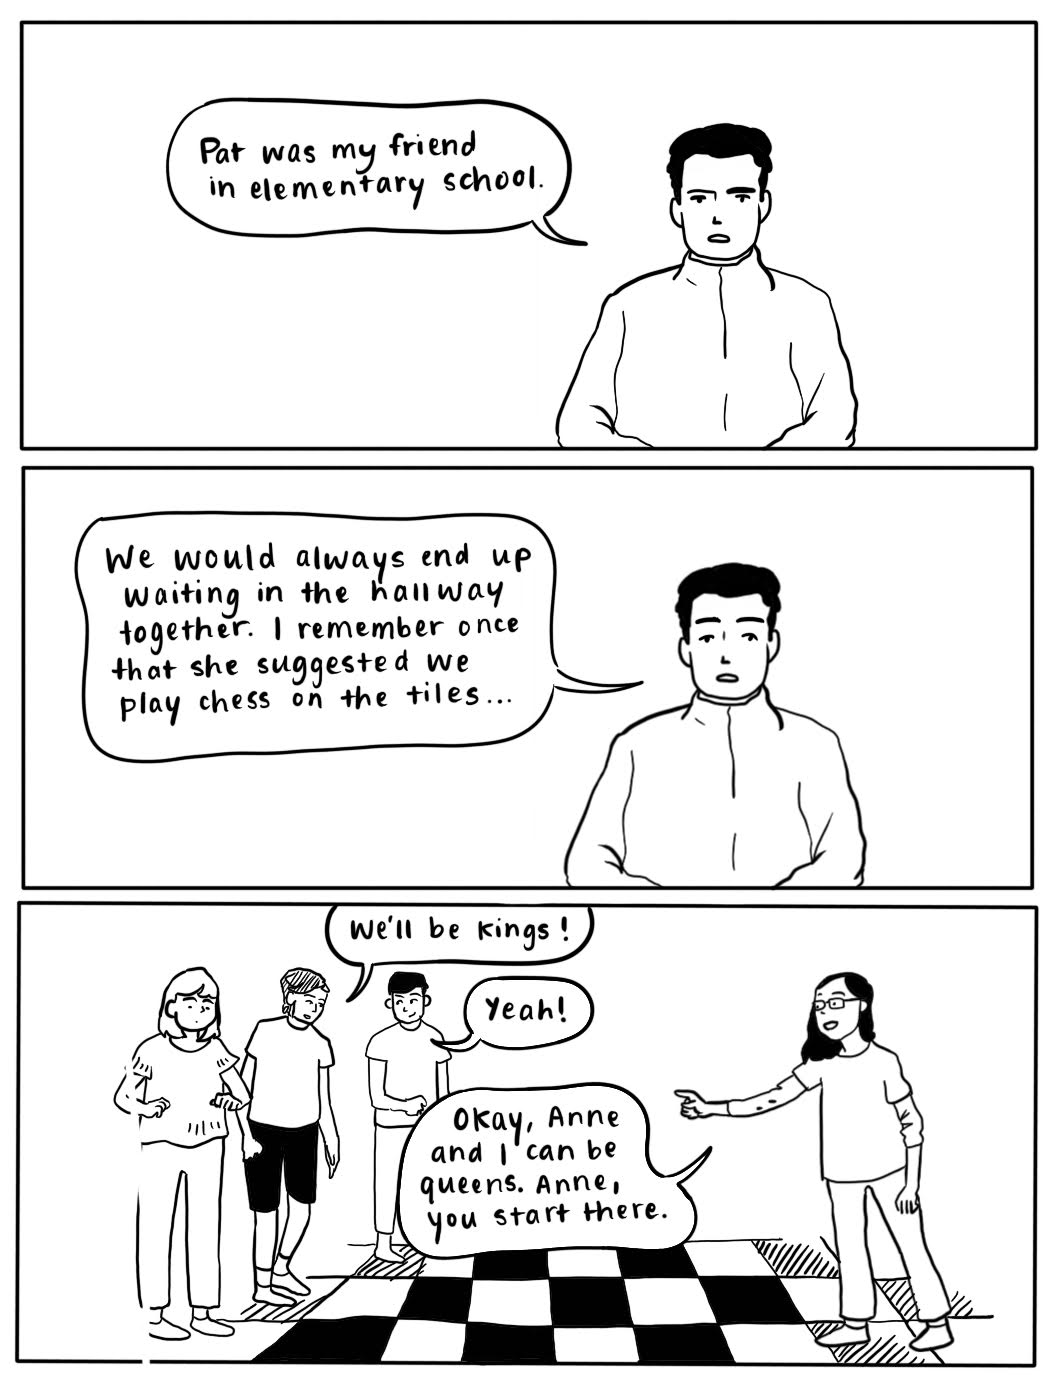 Pat was my friend
in elementary school.
We would always end up
waiting in the hallway
together. I remember once
that she suggested we
play chess on the tiles...
We'll be kings!
Yeah!
Okay, Anne
and I can be
queens. Anne,
you start there.